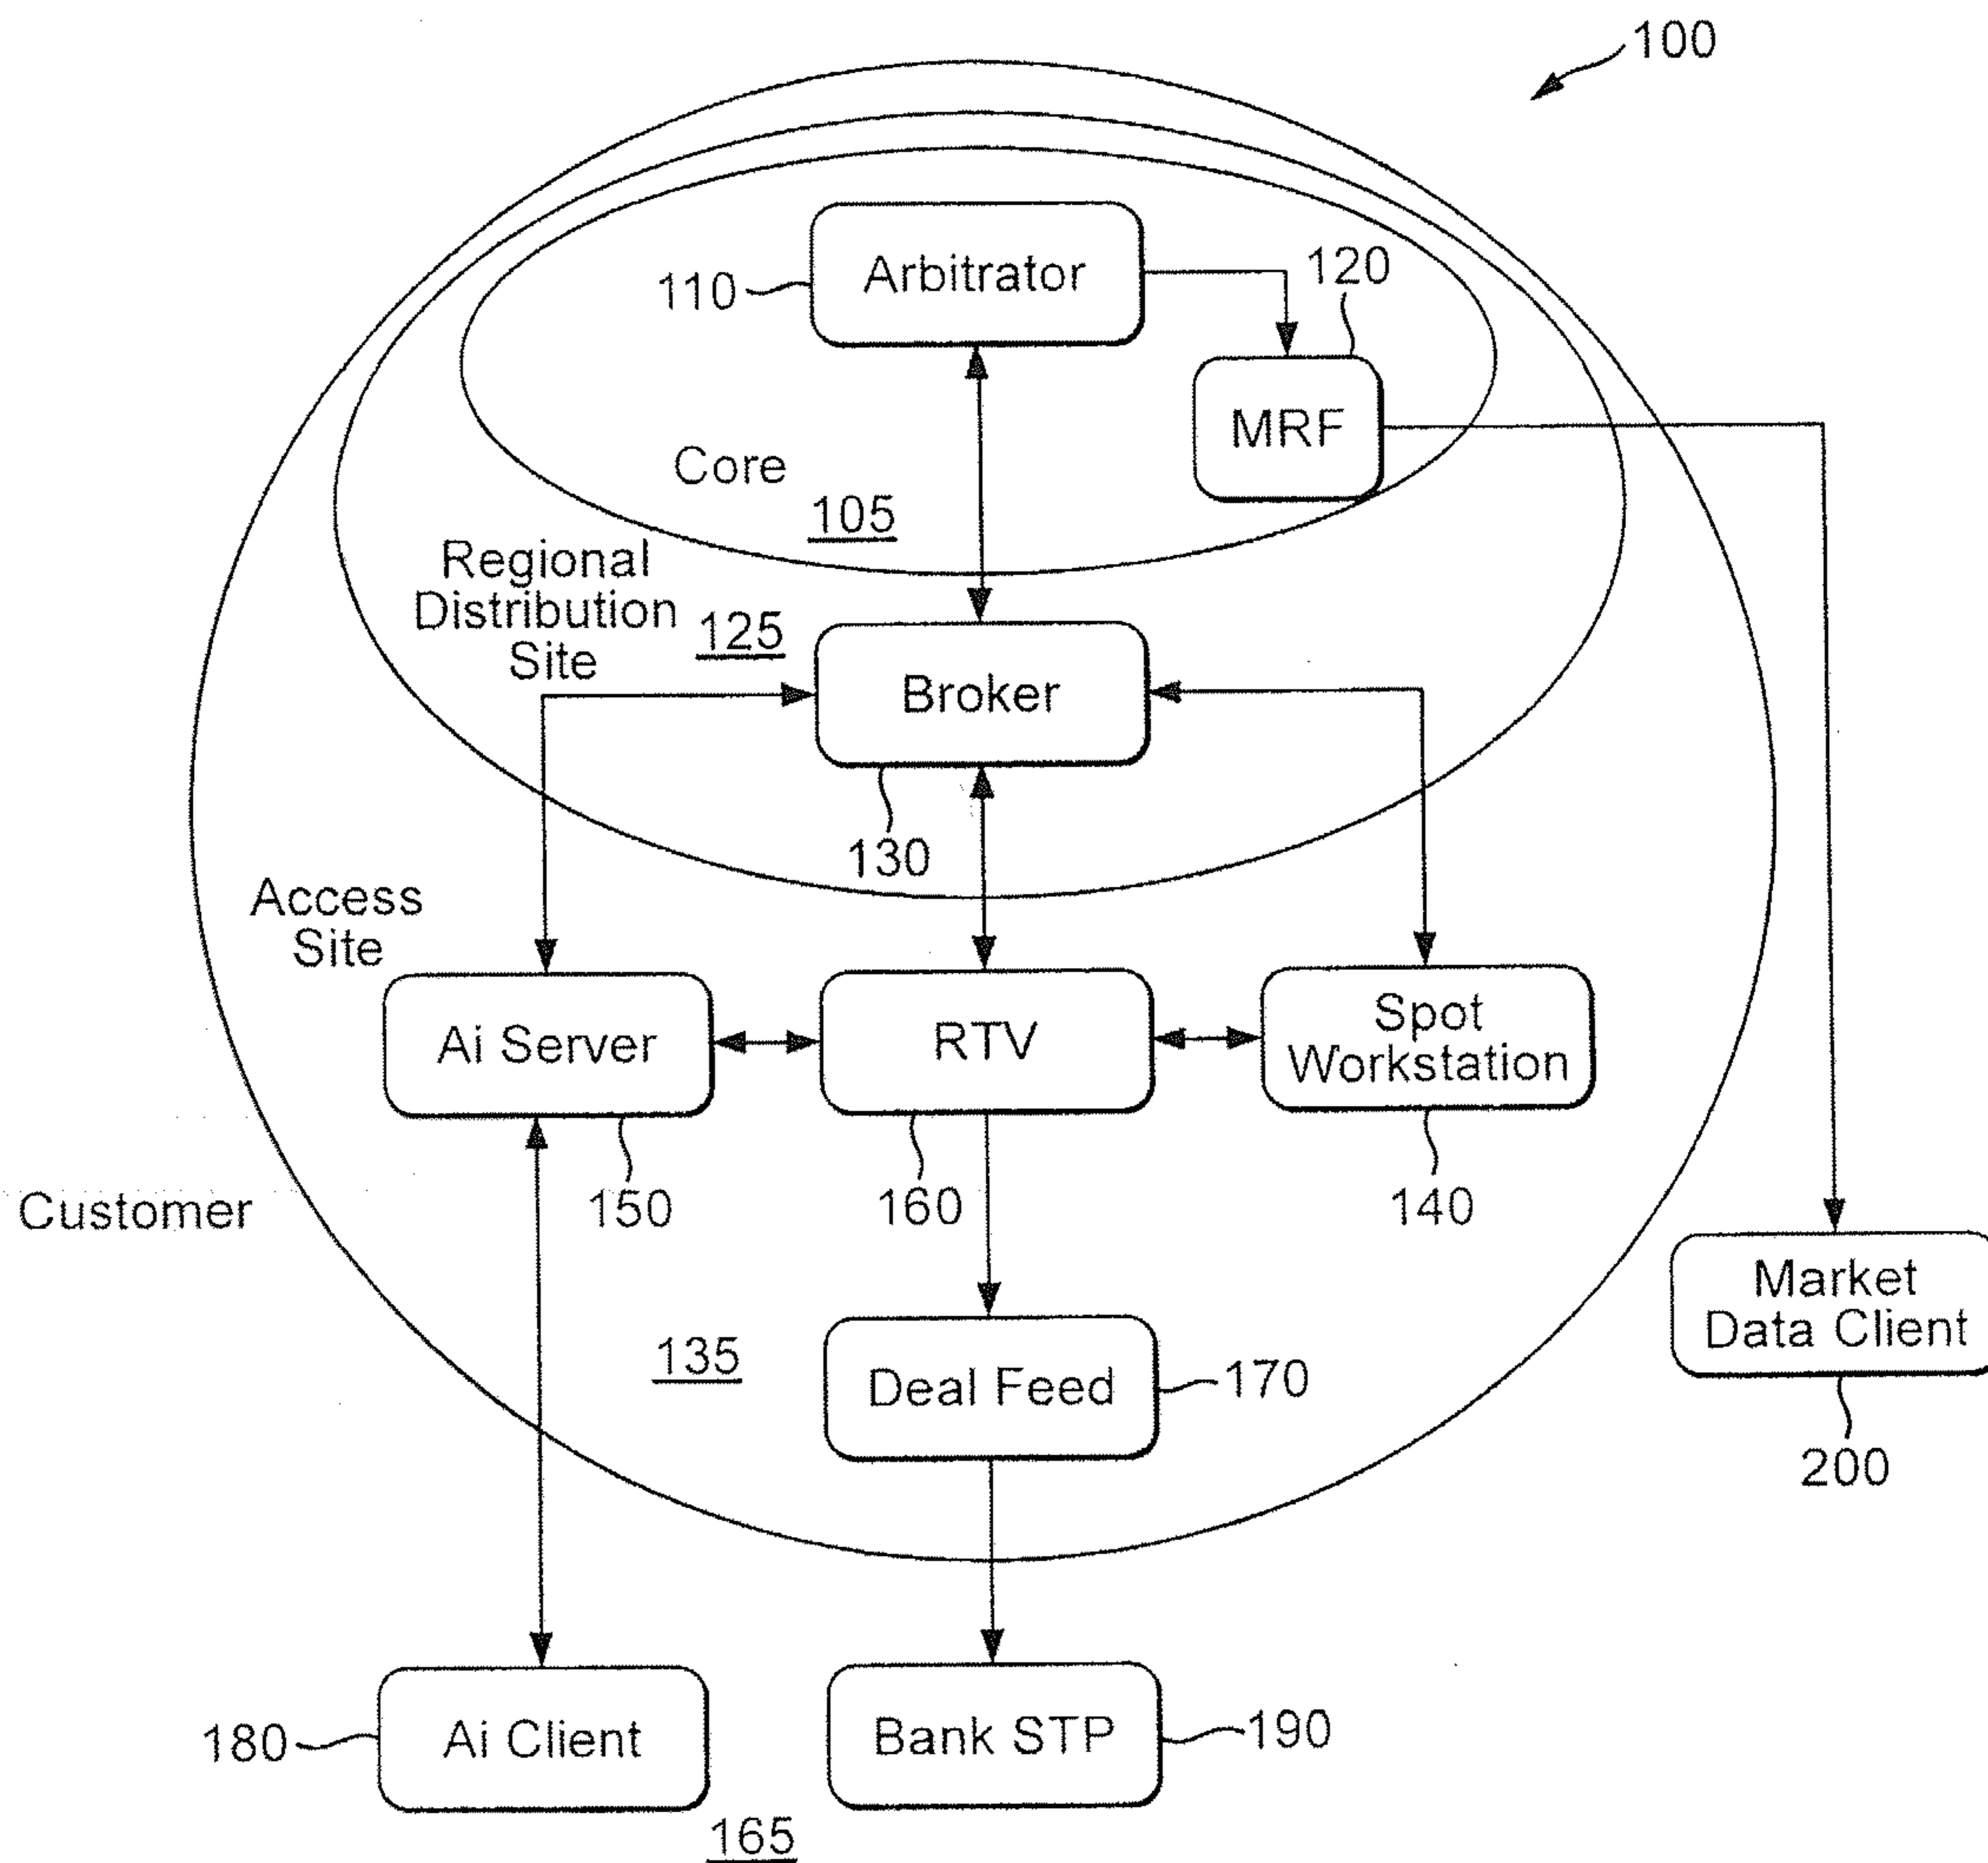 100
Arbitrator
110
120
MRF
Core
105
Regional
Distribution
Site
125
Broker
130
Access
Site
Ai Server
RTV
Spot
Workstation
150
160
140
Customer
Market
Data Client
200
135
Deal Feed
170
180
Ai Client
Bank STP
190
165